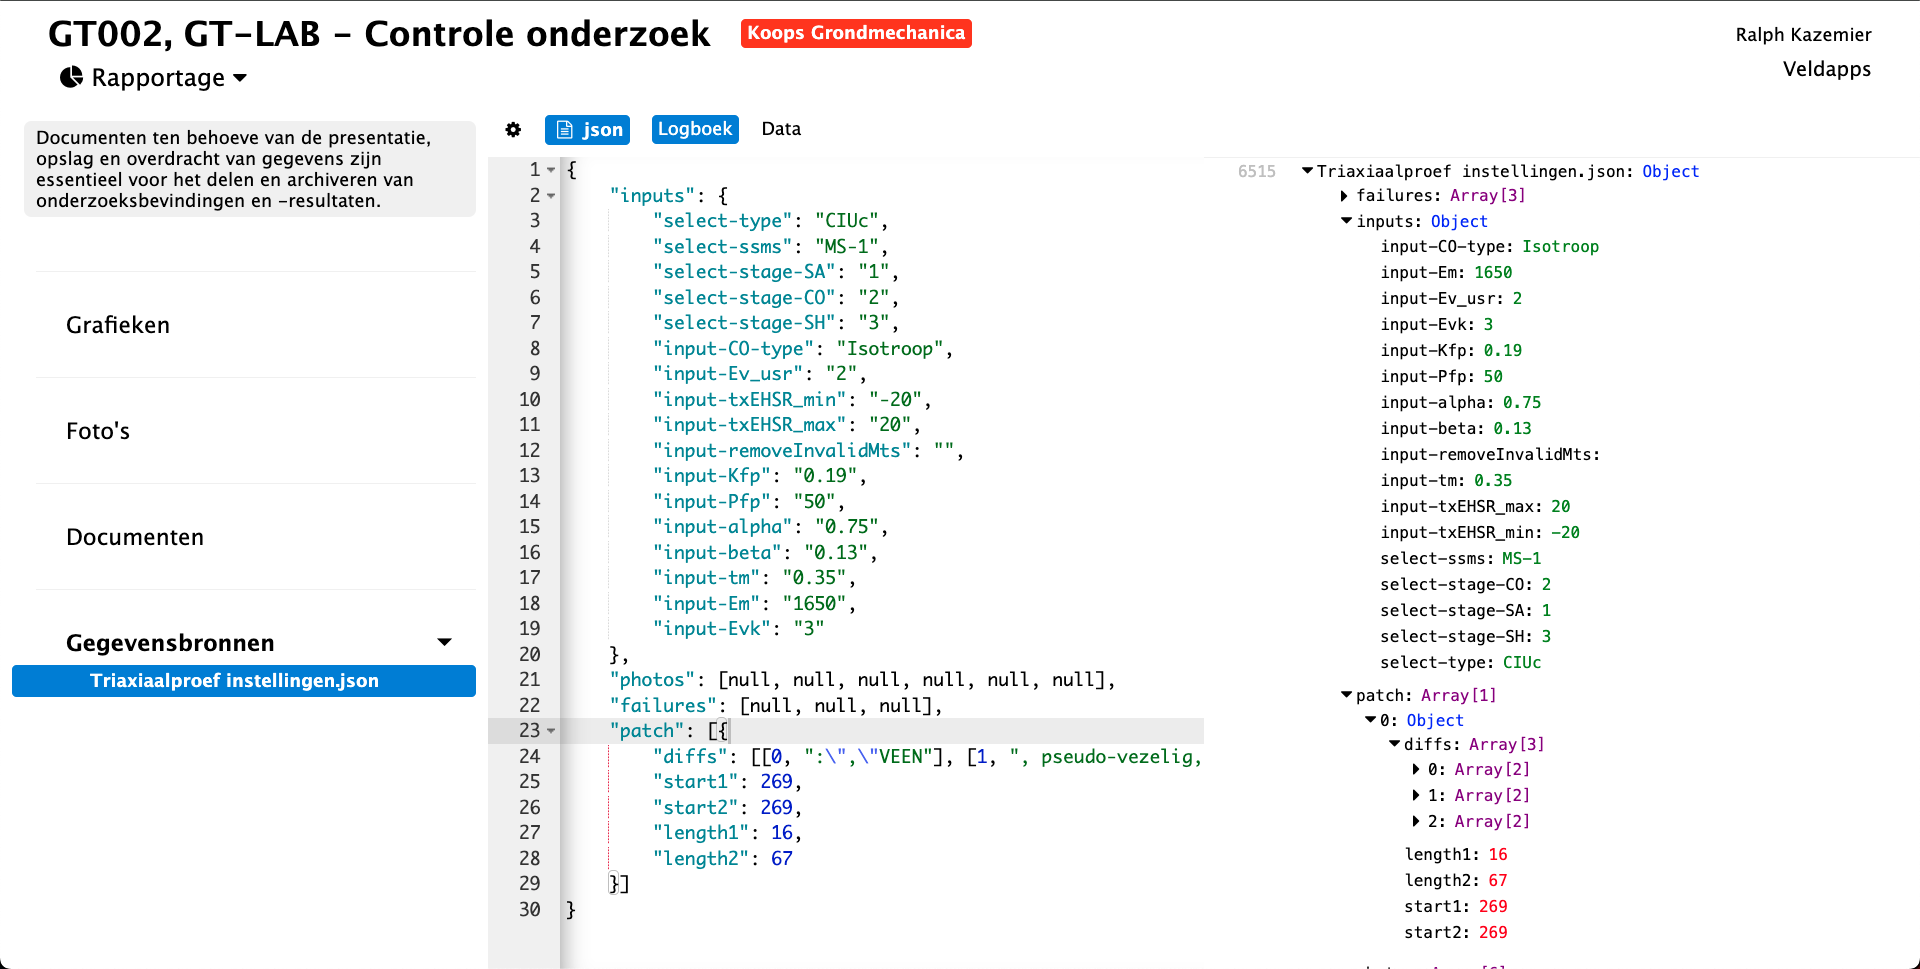 GT002, GT-LAB - Controle onderzoek Koops Grondmechanica
Ralph Kazemier
Rapportage
Veldapps
Documenten ten behoeve van de presentatie,
opslag en overdracht van gegevens zijn
essentieel voor het delen en archiveren van
onderzoeksbevindingen en -resultaten.
Grafieken
Foto's
Documenten
Gegevensbronnen
Triaxiaalproef instellingen.json
json Logboek Data
1 {
2 "inputs": {
3 "select-type": "CIUc",
4 "select-ssms": "MS-1",
5 "select-stage-SA": "1",
6 "select-stage-CO": "2",
7 "select-stage-SH": "3",
8 "input-CO-type": "Isotroop",
9 "input-Ev_usr": "2",
10 "input-txEHSR_min": "-20",
11 "input-txEHSR_max": "20",
12 "input-removeInvalidMts": "",
13 "input-Kfp": "0.19",
14 "input-Pfp": "50",
15 "input-alpha": "0.75",
16 "input-beta": "0.13",
17 "input-tm": "0.35",
18 "input-Em": "1650",
19 "input-Evk": "3"
20 },
21 "photos": [null, null, null, null, null, null],
22 "failures": [null, null, null],
23 "patch": [{
24 "diffs": [[0, ":\",\"VEEN"], [1, ", pseudo-vezelig,
25 "start1": 269,
26 "start2": 269,
27 "length1": 16,
28 "length2": 67
29 }]
30 }
6515 Triaxiaalproef instellingen.json: Object
failures: Array[3]
inputs: Object
input-CO-type: Isotroop
input-Em: 1650
input-Ev_usr: 2
input-Evk: 3
input-Kfp: 0.19
input-Pfp: 50
input-alpha: 0.75
input-beta: 0.13
input-removeInvalidMts:
input-tm: 0.35
input-txEHSR_max: 20
input-txEHSR_min: -20
select-ssms: MS-1
select-stage-CO: 2
select-stage-SA: 1
select-stage-SH: 3
select-type: CIUc
patch: Array[1]
0: Object
diffs: Array[3]
0: Array[2]
1: Array[2]
2: Array[2]
length1: 16
length2: 67
start1: 269
start2: 269